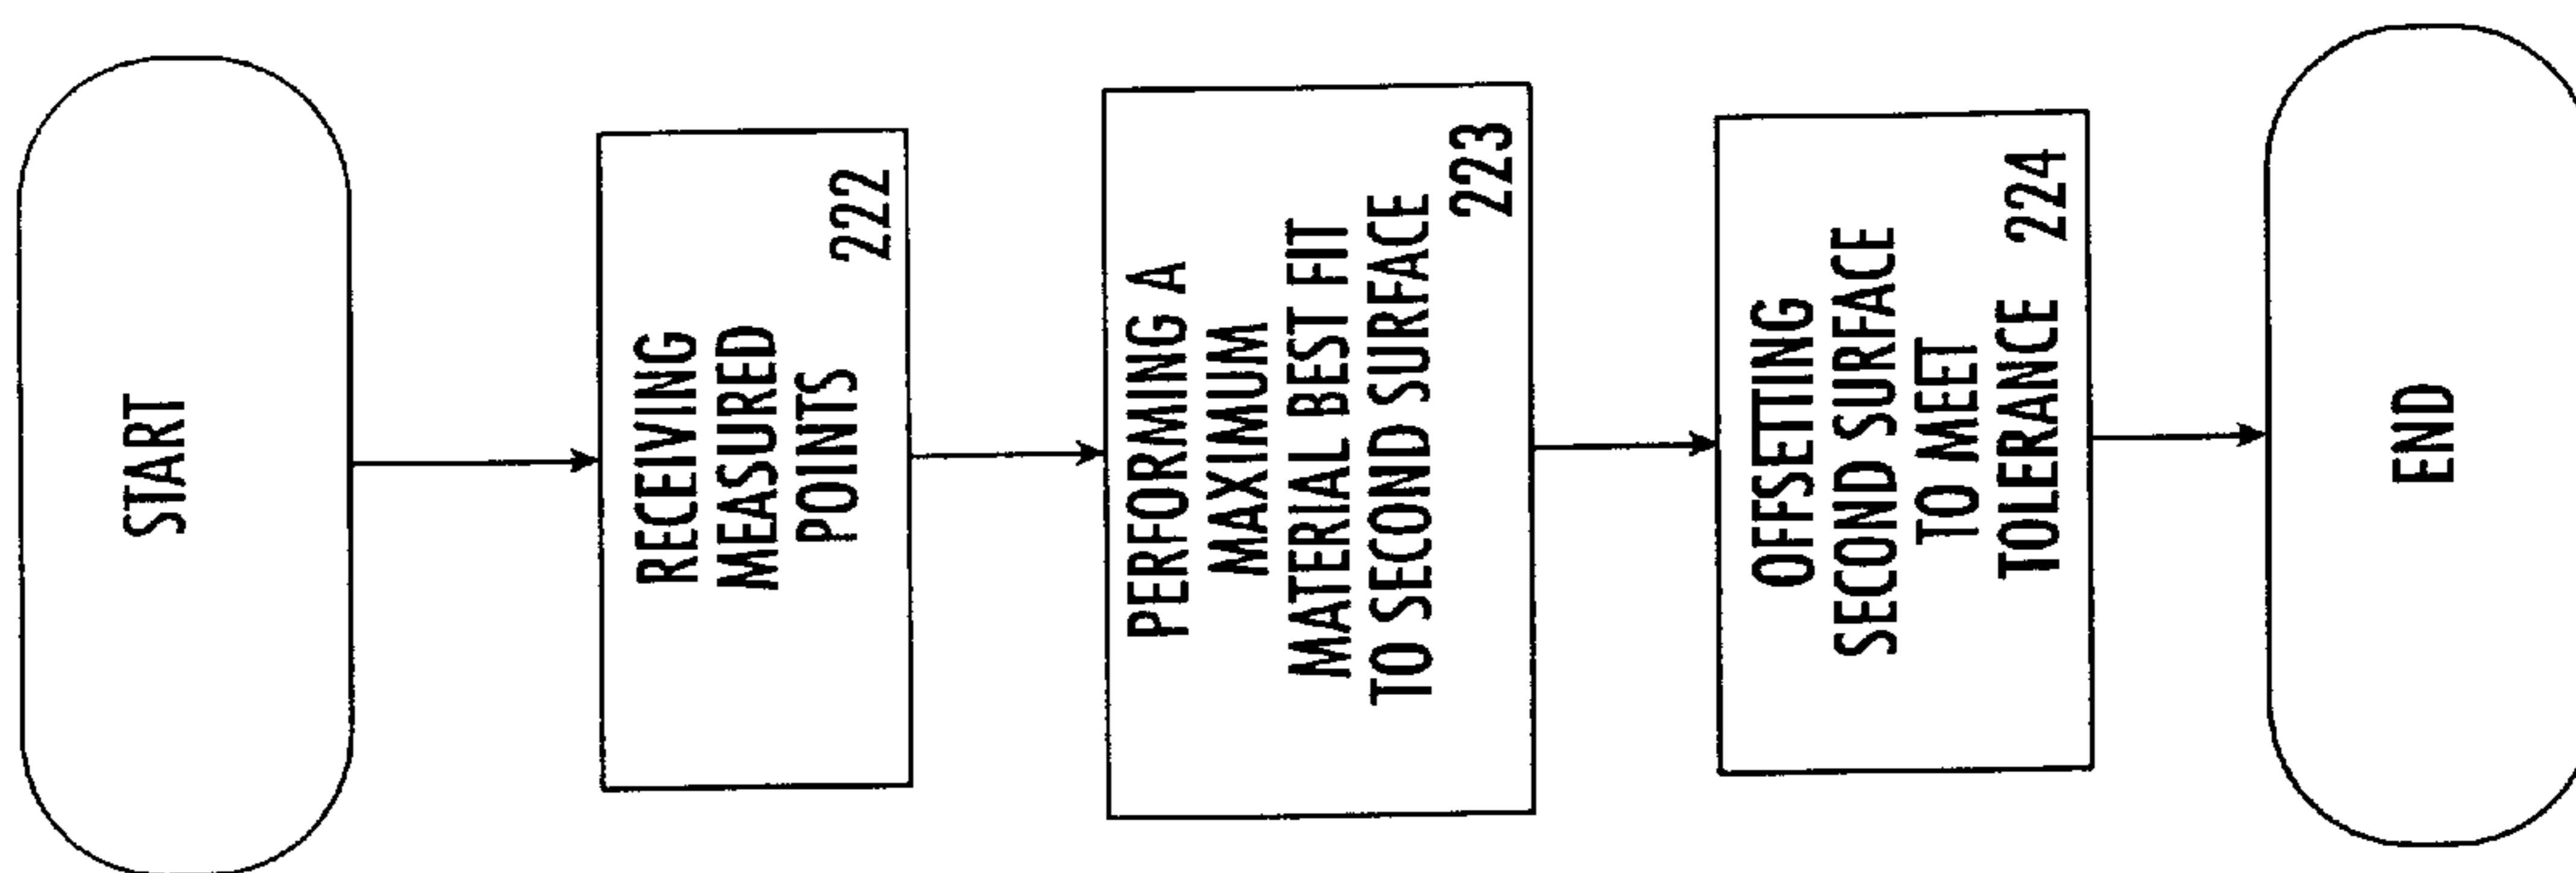 START
RECEIVING
MEASURED
POINTS
222
PERFORMING A
MAXIMUM
MATERIAL BEST FIT
TO SECOND SURFACE
223
OFFSETTING
SECOND SURFACE
TO MEET
TOLERANCE 224
END